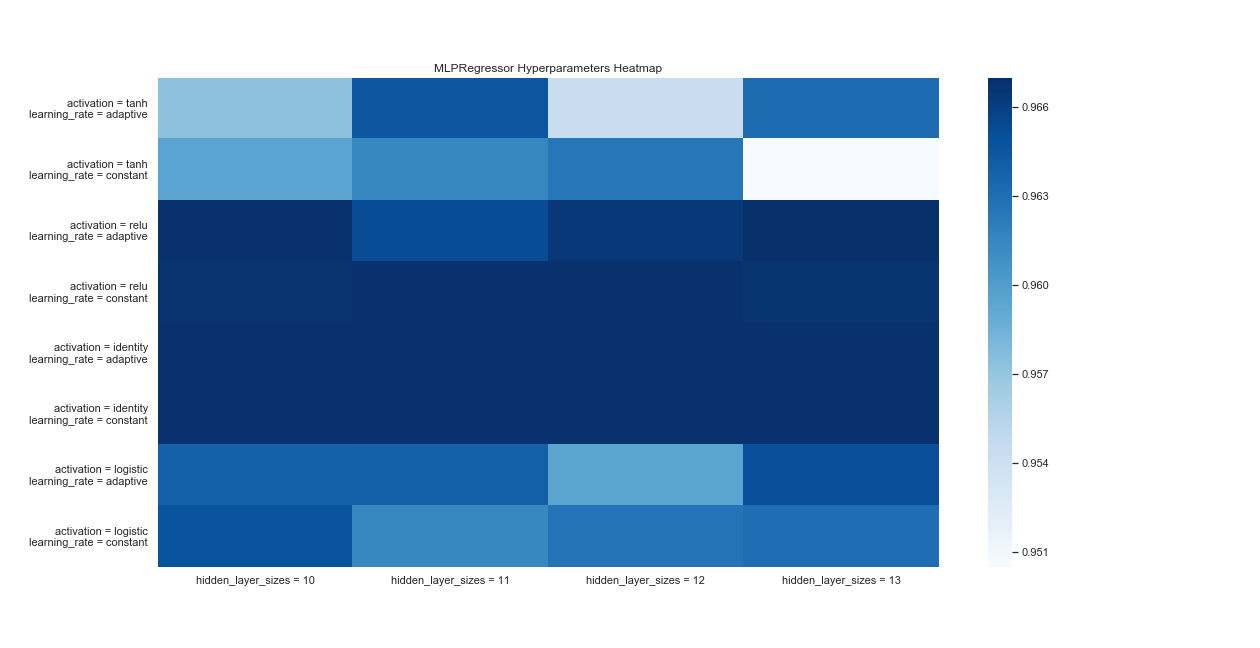 MLPRegressor Hyperparameters Heatmap
activation = tanh
learning_rate = adaptive
activation = tanh
learning_rate = constant
activation = relu
learning_rate = adaptive
activation = relu
learning_rate = constant
activation = identity
learning_rate = adaptive
activation = identity
learning_rate = constant
activation = logistic
learning_rate = adaptive
activation = logistic
learning_rate = constant
hidden_layer_sizes = 10
hidden_layer_sizes = 11
hidden_layer_sizes = 12
hidden_layer_sizes = 13
0.966
0.963
0.960
0.957
0.954
0.951